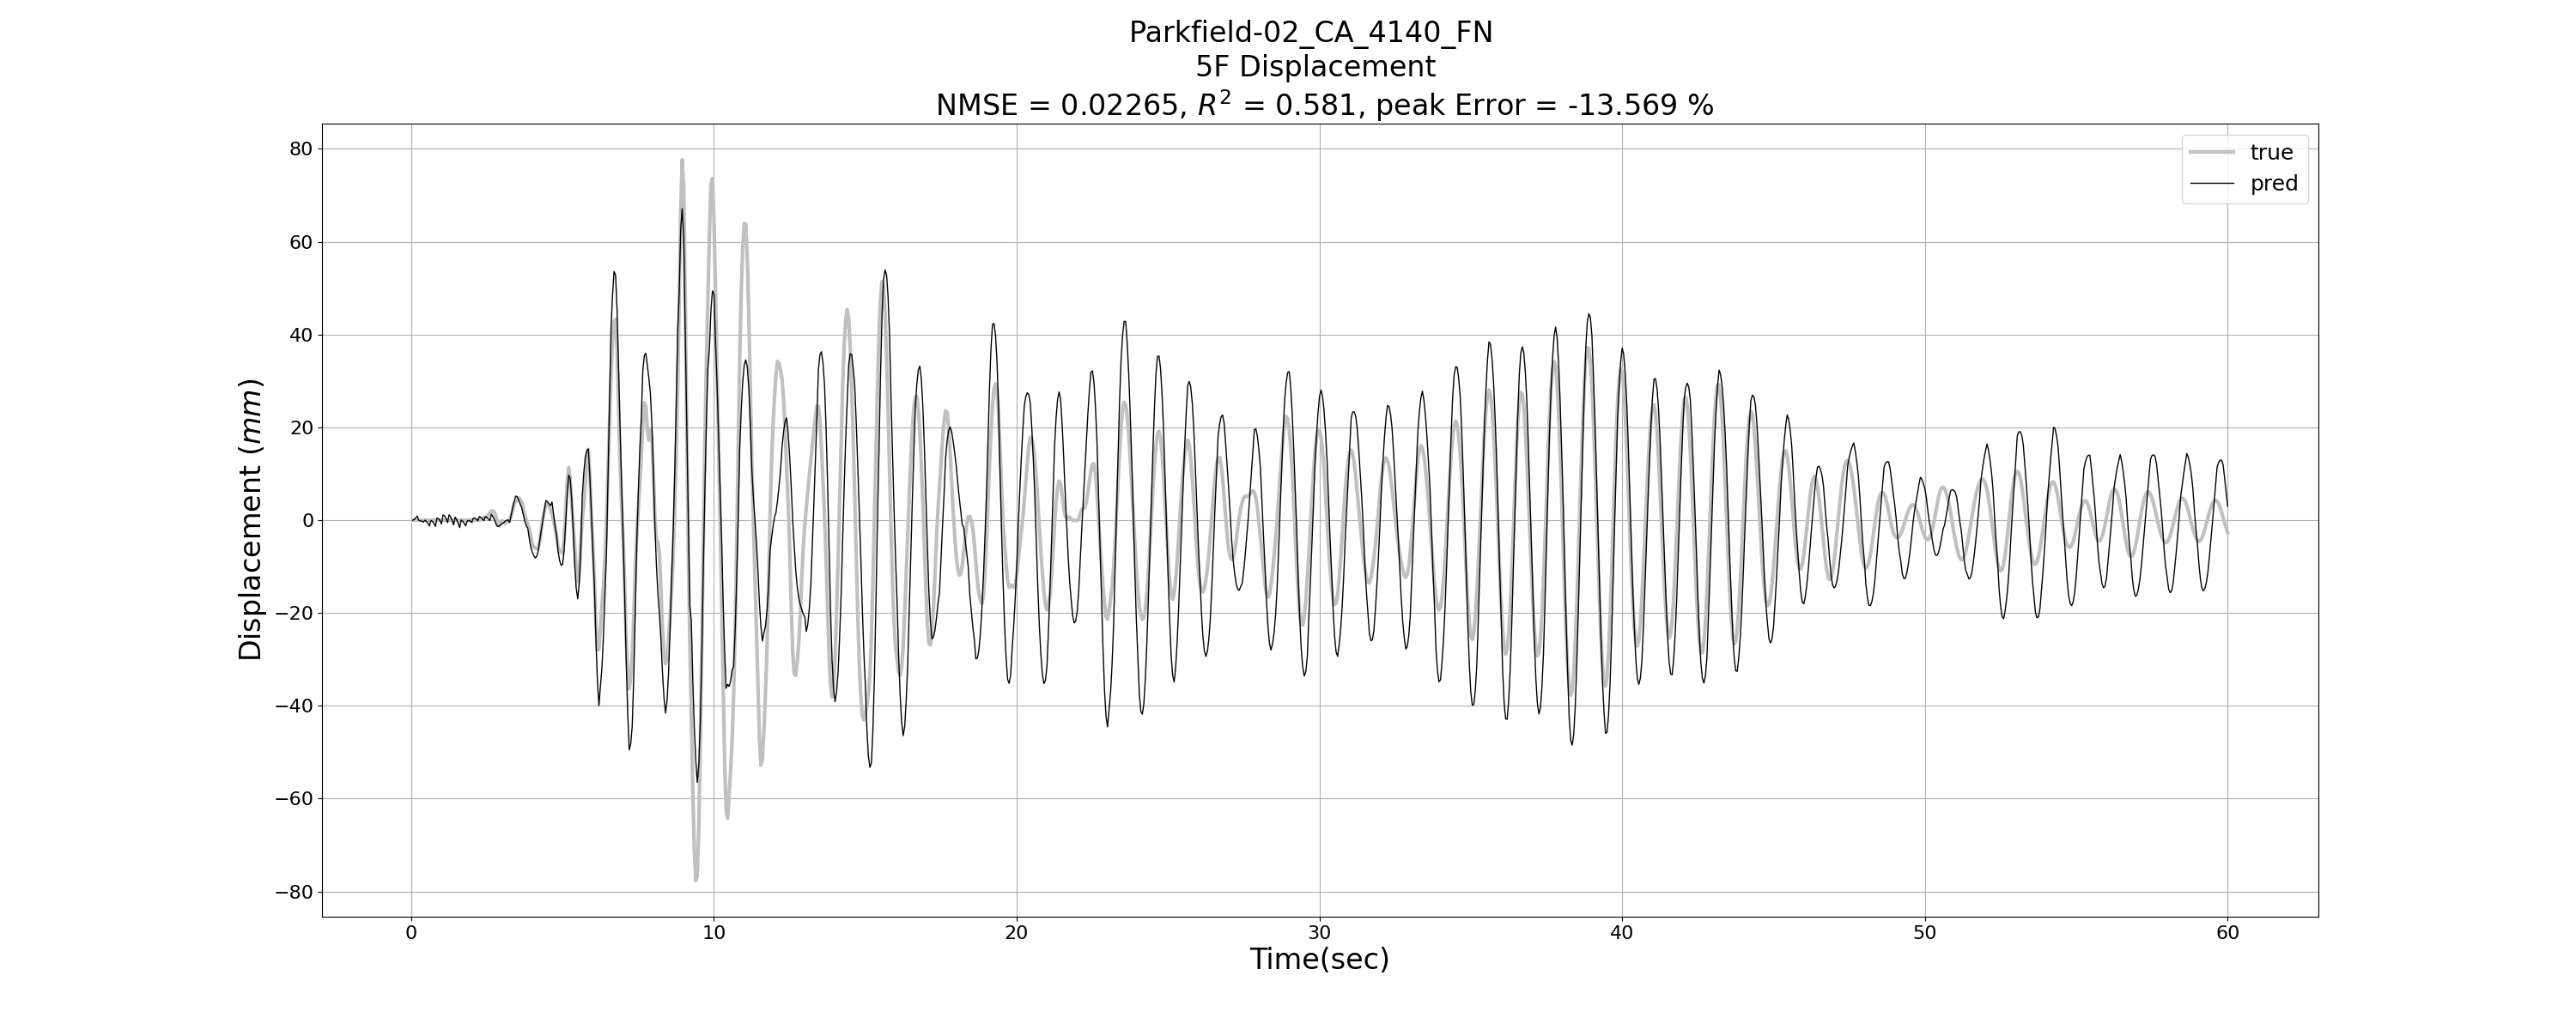 Parkfield-02_CA_4140_FN
5F Displacement
NMSE = 0.02265, R² = 0.581, peak Error = -13.569 %
true
pred
80
60
40
20
0
−20
−40
−60
−80
Displacement (mm)
0 10 20 30 40 50 60
Time(sec)